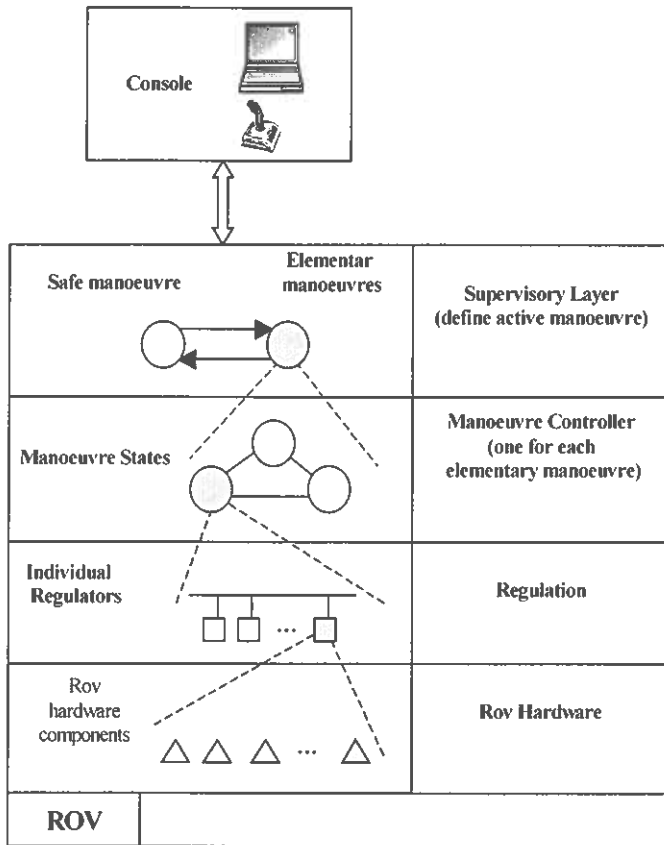 Console
Safe manoeuvre
Elementar
manoeuvres
Supervisory Layer
(define active manoeuvre)
Manoeuvre States
Manoeuvre Controller
(one for each
elementary manoeuvre)
Individual
Regulators
...
Regulation
Rov
hardware
components
...
Rov Hardware
ROV